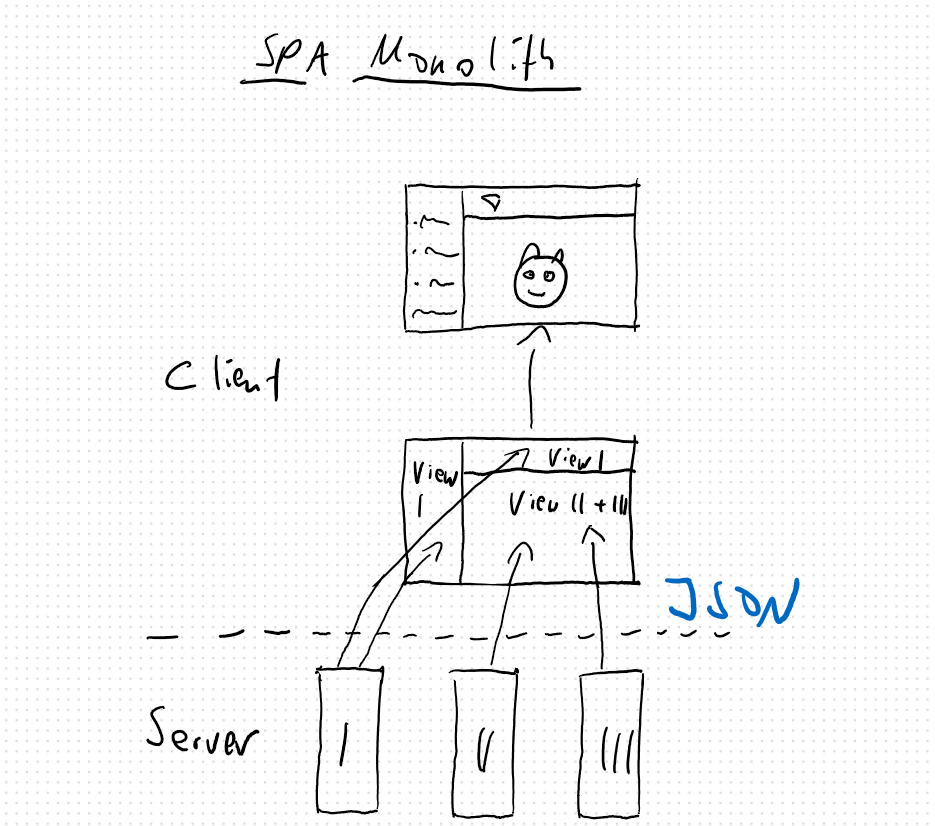 SPA Monolith
Client
View I
View
I
View II + III
JSON
Server
I
II
III